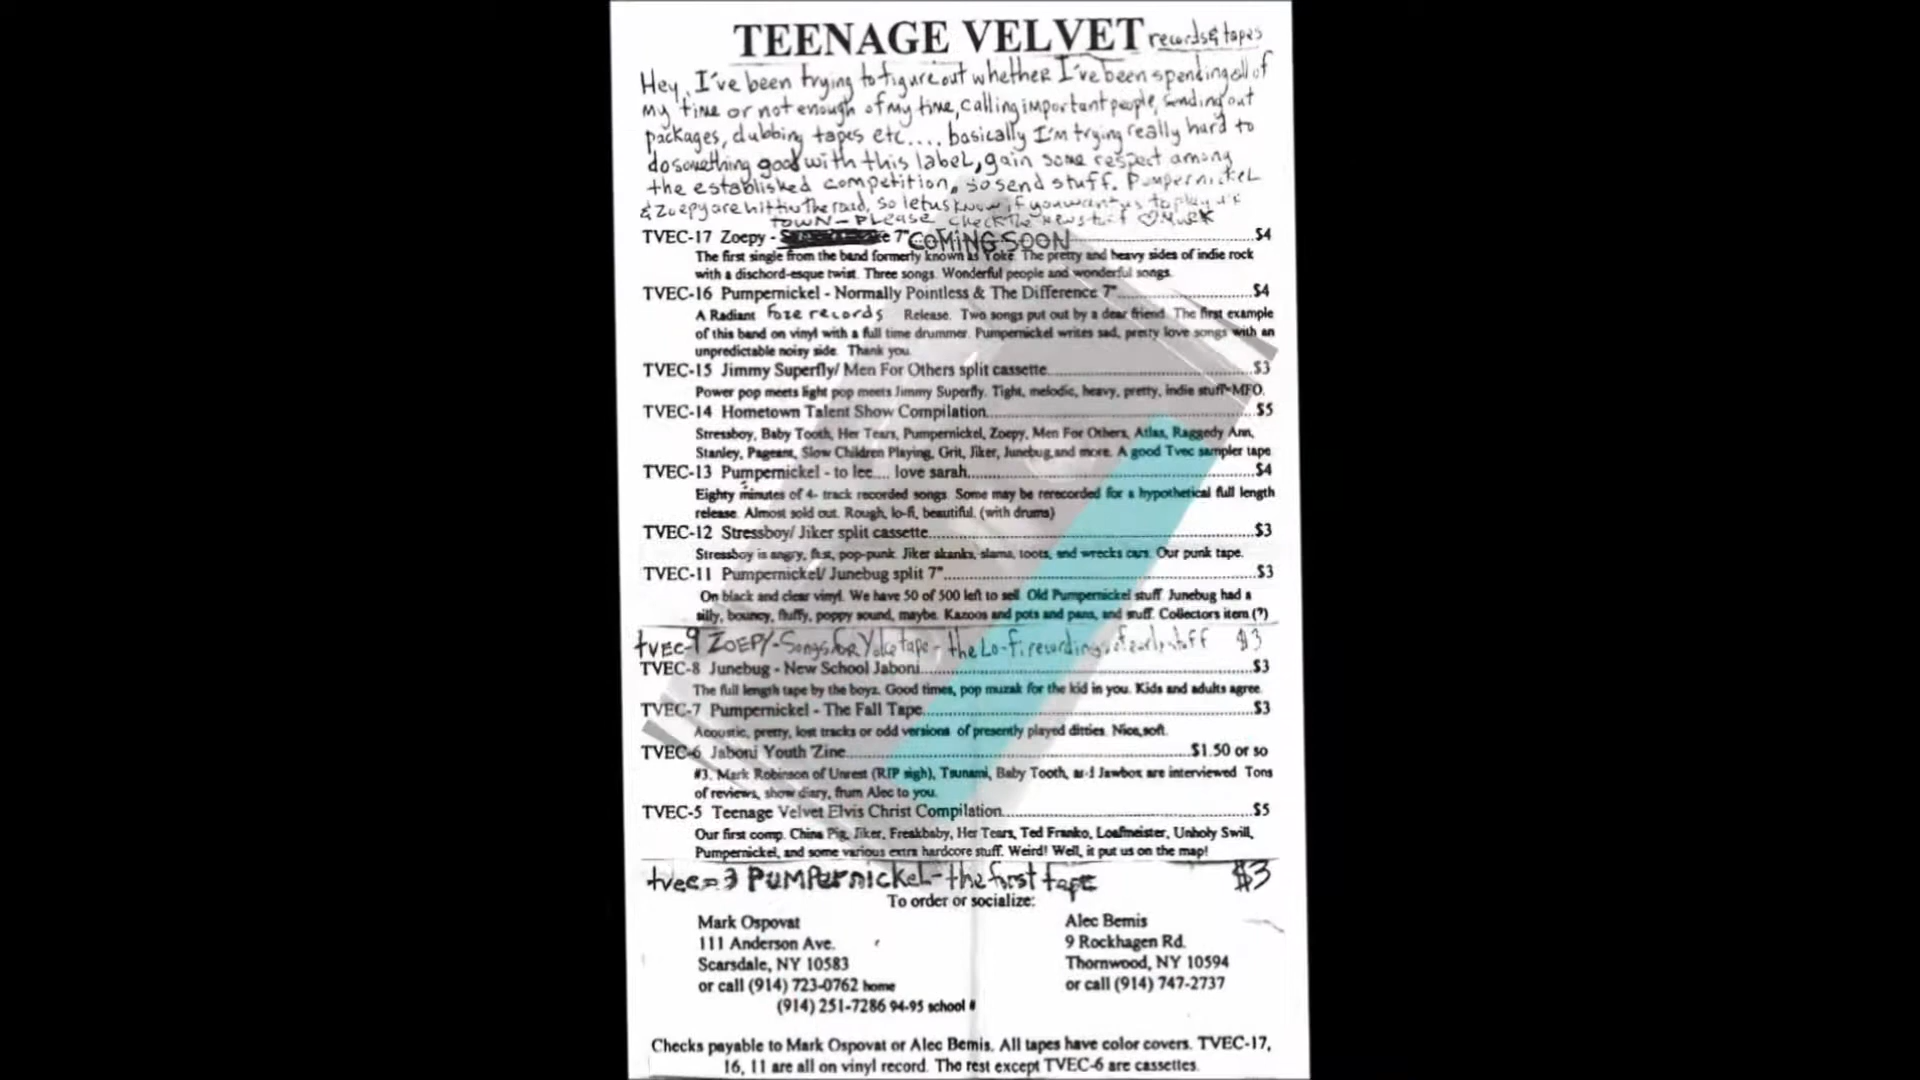 TEENAGE VELVET records & tapes
Hey, I've been trying to figure out whether I've been spending all of
my time or not enough of my time, calling important people, sending out
packages, dubbing tapes etc.... basically I'm trying really hard to
do something good with this label, gain some respect among
the established competition, so send stuff. Pumpernickel
& Zoepy are hittin the road, so let us know if you want us to play ur
TOWN - PLEASE check the new stuff ♡ Mark
TVEC-17 Zoepy - 7" COMING SOON $4
The first single from the band formerly known as Yoke. The pretty and heavy sides of indie rock
with a dischord-esque twist. Three songs. Wonderful people and wonderful songs.
TVEC-16 Pumpernickel - Normally Pointless & The Difference 7"..............................$4
A Radiant Foze records Release. Two songs put out by a dear friend. The first example
of this band on vinyl with a full time drummer. Pumpernickel writes sad, pretty love songs with an
unpredictable noisy side. Thank you.
TVEC-15 Jimmy Superfly/ Men For Others split cassette..............................$3
Power pop meets light pop meets Jimmy Superfly. Tight, melodic, heavy, pretty, indie stuff-MFO.
TVEC-14 Hometown Talent Show Compilation..............................$5
Stressboy, Baby Tooth, Her Tears, Pumpernickel, Zoepy, Men For Others, Atlas, Raggedy Ann,
Stanley, Pageant, Slow Children Playing, Grit, Jiker, Junebug,and more. A good Tvec sampler tape
TVEC-13 Pumpernickel - to lee.... love sarah..............................$4
Eighty minutes of 4- track recorded songs. Some may be rerecorded for a hypothetical full length
release. Almost sold out. Rough, lo-fi, beautiful. (with drums)
TVEC-12 Stressboy/ Jiker split cassette..............................$3
Stressboy is angry, fast, pop-punk. Jiker skanks, slams, toots, and wrecks cars. Our punk tape.
TVEC-11 Pumpernickel/ Junebug split 7"..............................$3
On black and clear vinyl. We have 50 of 500 left to sell. Old Pumpernickel stuff. Junebug had a
silly, bouncy, fluffy, poppy sound, maybe. Kazoos and pots and pans, and stuff. Collectors item (?)
tvec-9 ZOEPY - Songs for Yoke tape - the Lo-fi recordings of early stuff $3
TVEC-8 Junebug - New School Jaboni..............................$3
The full length tape by the boyz. Good times, pop muzak for the kid in you. Kids and adults agree.
TVEC-7 Pumpernickel - The Fall Tape..............................$3
Acoustic, pretty, lost tracks or odd versions of presently played ditties. Nice,soft.
TVEC-6 Jaboni Youth 'Zine..............................$1.50 or so
#3. Mark Robinson of Unrest (RIP sigh), Tsunami, Baby Tooth, and Jawbox are interviewed Tons
of reviews, show diary, frum Alec to you.
TVEC-5 Teenage Velvet Elvis Christ Compilation..............................$5
Our first comp. China Pig, Jiker, Freakbaby, Her Tears, Ted Franko, Loafmeister, Unholy Swill,
Pumpernickel, and some various extra hardcore stuff. Weird! Well, it put us on the map!
tvec-3 PUMPernickel - the first tape $3
To order or socialize:
Mark Ospovat Alec Bemis
111 Anderson Ave. 9 Rockhagen Rd.
Scarsdale, NY 10583 Thornwood, NY 10594
or call (914) 723-0762 home or call (914) 747-2737
(914) 251-7286 94-95 school #
Checks payable to Mark Ospovat or Alec Bemis. All tapes have color covers. TVEC-17,
16, 11 are all on vinyl record. The rest except TVEC-6 are cassettes.